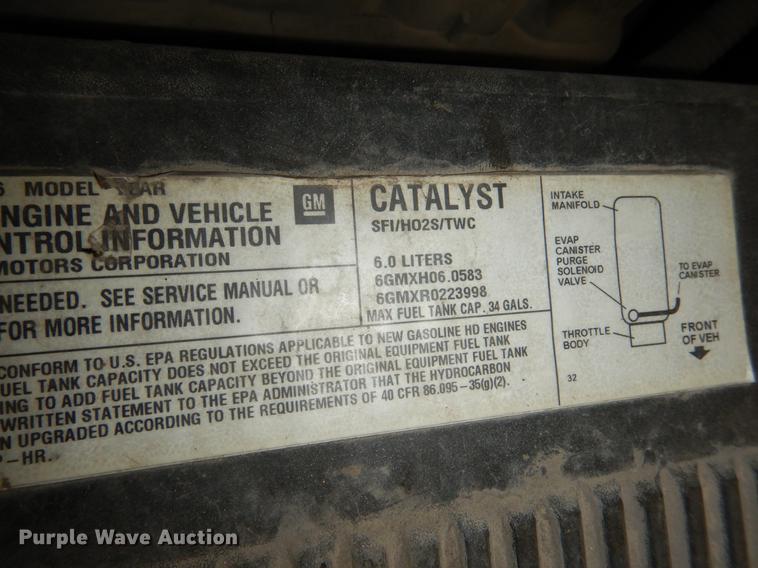 6 MODEL YEAR
ENGINE AND VEHICLE
NTROL INFORMATION
MOTORS CORPORATION
GM
NEEDED. SEE SERVICE MANUAL OR
FOR MORE INFORMATION.
CATALYST
SFI/HO2S/TWC
6.0 LITERS
6GMXH06.0583
6GMXR0223998
MAX FUEL TANK CAP. 34 GALS.
CONFORM TO U.S. EPA REGULATIONS APPLICABLE TO NEW GASOLINE HD ENGINES
FUEL TANK CAPACITY DOES NOT EXCEED THE ORIGINAL EQUIPMENT FUEL TANK
ING TO ADD FUEL TANK CAPACITY BEYOND THE ORIGINAL EQUIPMENT FUEL TANK
WRITTEN STATEMENT TO THE EPA ADMINISTRATOR THAT THE HYDROCARBON
N UPGRADED ACCORDING TO THE REQUIREMENTS OF 40 CFR 86.095-35(g)(2).
P-HR.
INTAKE
MANIFOLD
EVAP
CANISTER
PURGE
SOLENOID
VALVE
TO EVAP
CANISTER
THROTTLE
BODY
FRONT
OF VEH
32
Purple Wave Auction